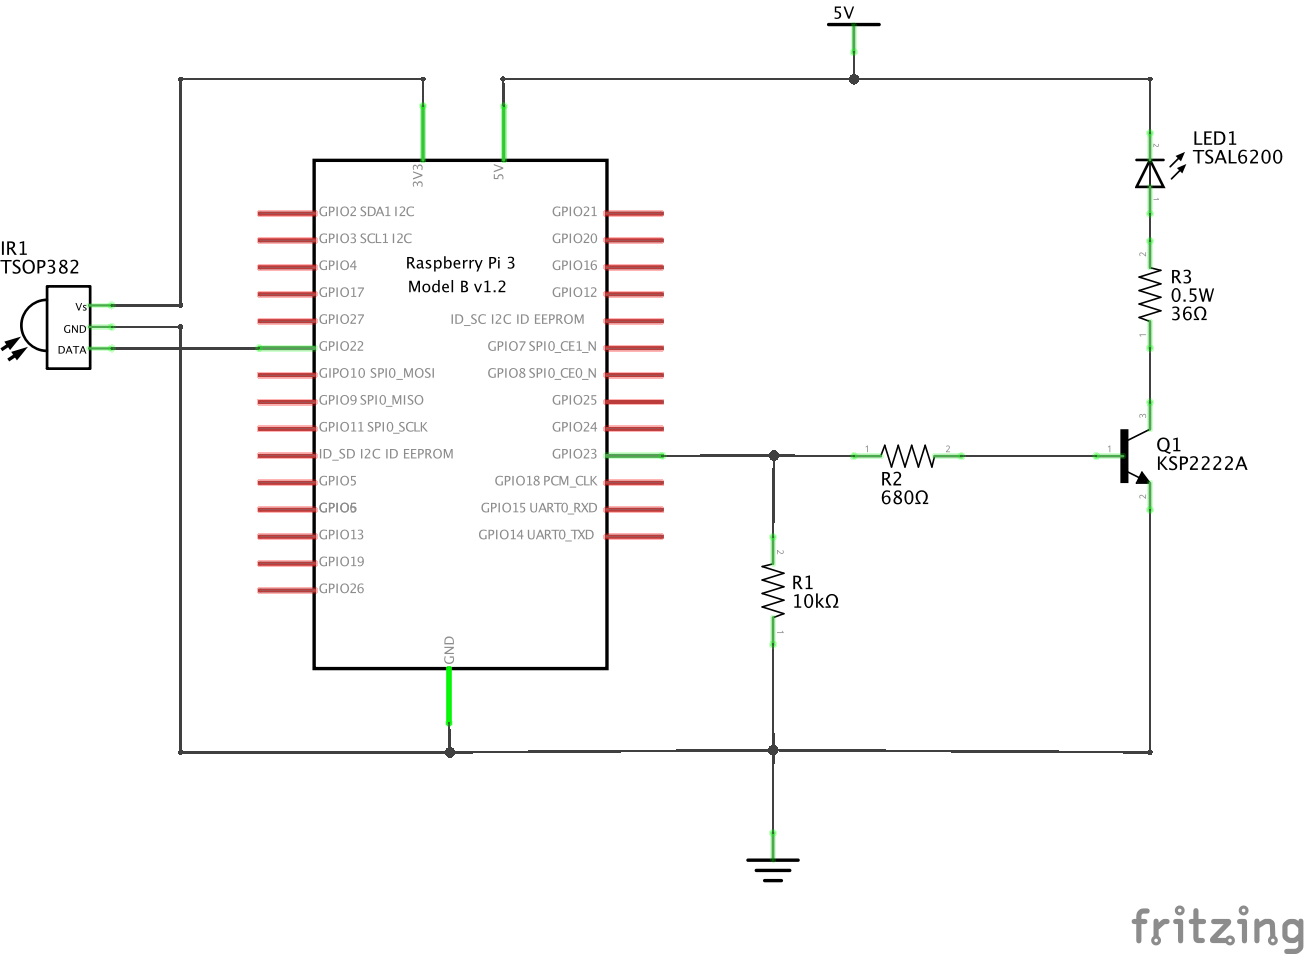 5V
3V3
5V
LED1
TSAL6200
2
1
IR1
TSOP382
Vs
GND
DATA
GPIO2 SDA1 I2C
GPIO3 SCL1 I2C
GPIO4
GPIO17
GPIO27
GPIO22
GIPO10 SPI0_MOSI
GPIO9 SPI0_MISO
GPIO11 SPI0_SCLK
ID_SD I2C ID EEPROM
GPIO5
GPIO6
GPIO13
GPIO19
GPIO26
Raspberry Pi 3
Model B v1.2
GPIO21
GPIO20
GPIO16
GPIO12
ID_SC I2C ID EEPROM
GPIO7 SPI0_CE1_N
GPIO8 SPI0_CE0_N
GPIO25
GPIO24
GPIO23
GPIO18 PCM_CLK
GPIO15 UART0_RXD
GPIO14 UART0_TXD
GND
2
R3
0.5W
36Ω
1
3
Q1
KSP2222A
1
2
1
2
R2
680Ω
2
R1
10kΩ
1
fritzing